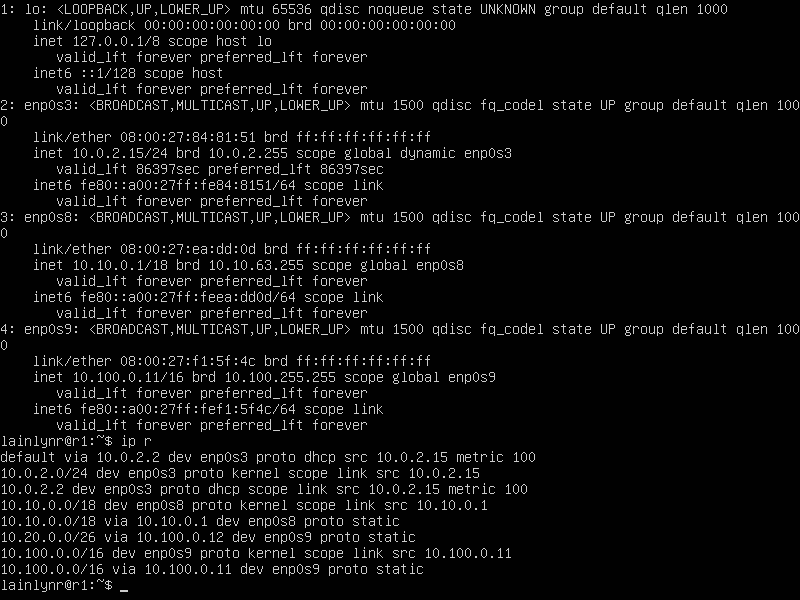 1: lo: <LOOPBACK,UP,LOWER_UP> mtu 65536 qdisc noqueue state UNKNOWN group default qlen 1000
    link/loopback 00:00:00:00:00:00 brd 00:00:00:00:00:00
    inet 127.0.0.1/8 scope host lo
       valid_lft forever preferred_lft forever
    inet6 ::1/128 scope host
       valid_lft forever preferred_lft forever
2: enp0s3: <BROADCAST,MULTICAST,UP,LOWER_UP> mtu 1500 qdisc fq_codel state UP group default qlen 100
0
    link/ether 08:00:27:84:81:51 brd ff:ff:ff:ff:ff:ff
    inet 10.0.2.15/24 brd 10.0.2.255 scope global dynamic enp0s3
       valid_lft 86397sec preferred_lft 86397sec
    inet6 fe80::a00:27ff:fe84:8151/64 scope link
       valid_lft forever preferred_lft forever
3: enp0s8: <BROADCAST,MULTICAST,UP,LOWER_UP> mtu 1500 qdisc fq_codel state UP group default qlen 100
0
    link/ether 08:00:27:ea:dd:0d brd ff:ff:ff:ff:ff:ff
    inet 10.10.0.1/18 brd 10.10.63.255 scope global enp0s8
       valid_lft forever preferred_lft forever
    inet6 fe80::a00:27ff:feea:dd0d/64 scope link
       valid_lft forever preferred_lft forever
4: enp0s9: <BROADCAST,MULTICAST,UP,LOWER_UP> mtu 1500 qdisc fq_codel state UP group default qlen 100
0
    link/ether 08:00:27:f1:5f:4c brd ff:ff:ff:ff:ff:ff
    inet 10.100.0.11/16 brd 10.100.255.255 scope global enp0s9
       valid_lft forever preferred_lft forever
    inet6 fe80::a00:27ff:fef1:5f4c/64 scope link
       valid_lft forever preferred_lft forever
lainlynr@r1:~$ ip r
default via 10.0.2.2 dev enp0s3 proto dhcp src 10.0.2.15 metric 100
10.0.2.0/24 dev enp0s3 proto kernel scope link src 10.0.2.15
10.0.2.2 dev enp0s3 proto dhcp scope link src 10.0.2.15 metric 100
10.10.0.0/18 dev enp0s8 proto kernel scope link src 10.10.0.1
10.10.0.0/18 via 10.10.0.1 dev enp0s8 proto static
10.20.0.0/26 via 10.100.0.12 dev enp0s9 proto static
10.100.0.0/16 dev enp0s9 proto kernel scope link src 10.100.0.11
10.100.0.0/16 via 10.100.0.11 dev enp0s9 proto static
lainlynr@r1:~$ _